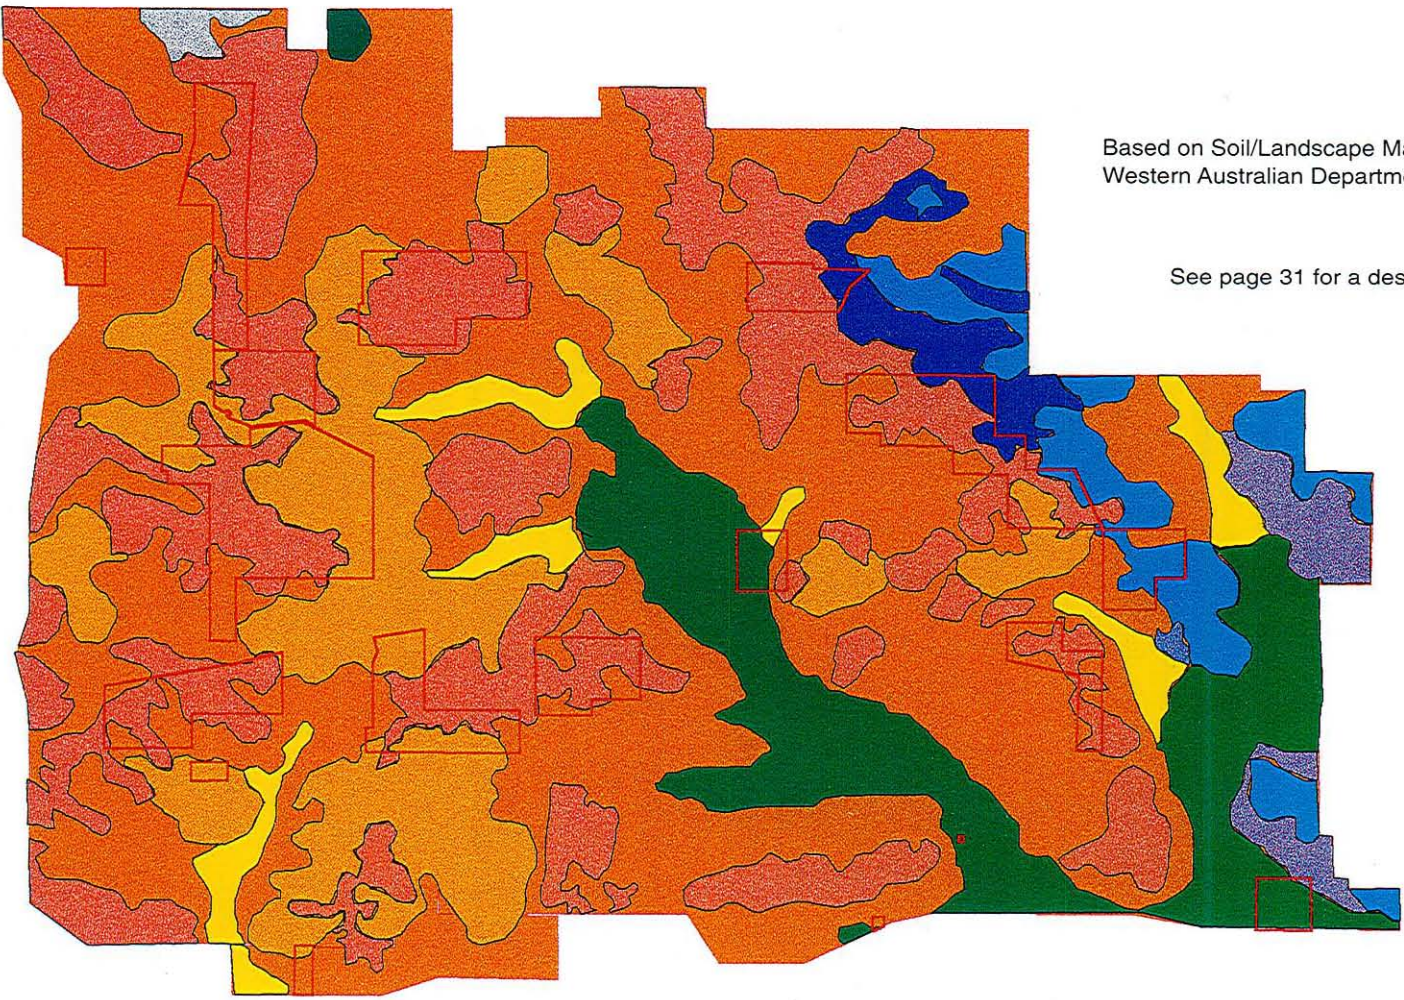 Based on Soil/Landscape Ma
Western Australian Departm
See page 31 for a des